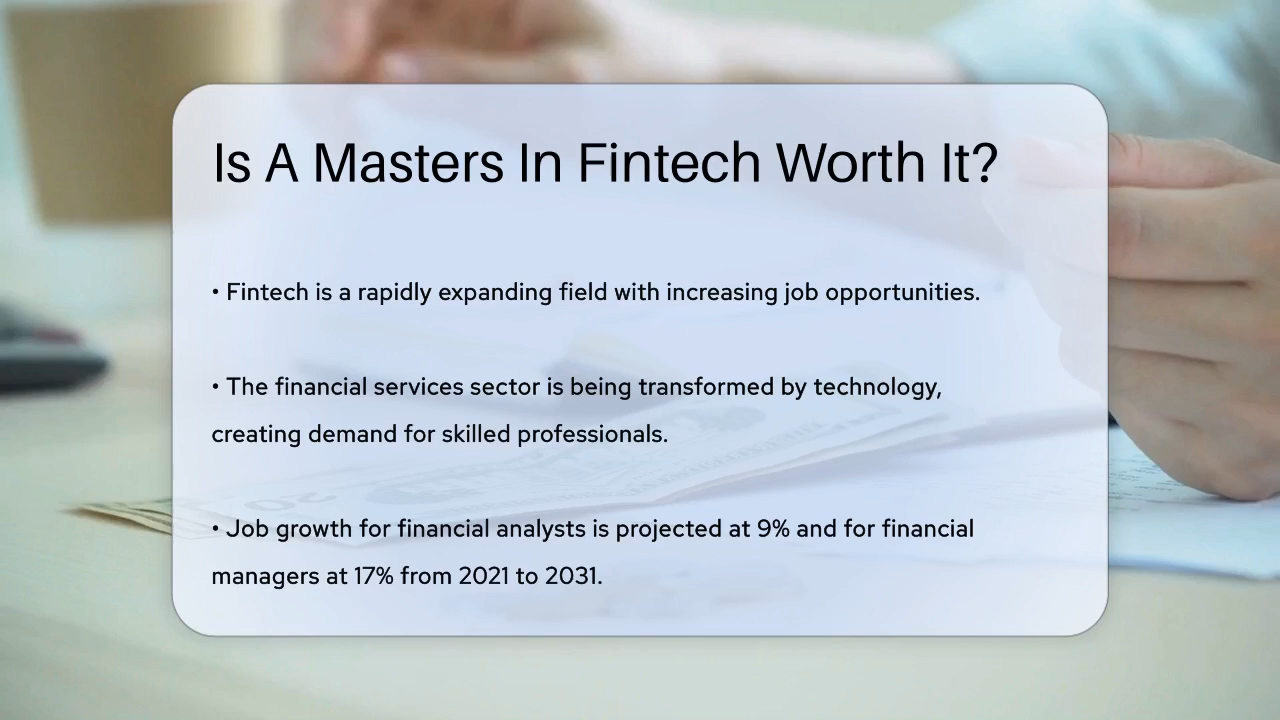 Is A Masters In Fintech Worth It?
• Fintech is a rapidly expanding field with increasing job opportunities.
• The financial services sector is being transformed by technology,
creating demand for skilled professionals.
• Job growth for financial analysts is projected at 9% and for financial
managers at 17% from 2021 to 2031.
20